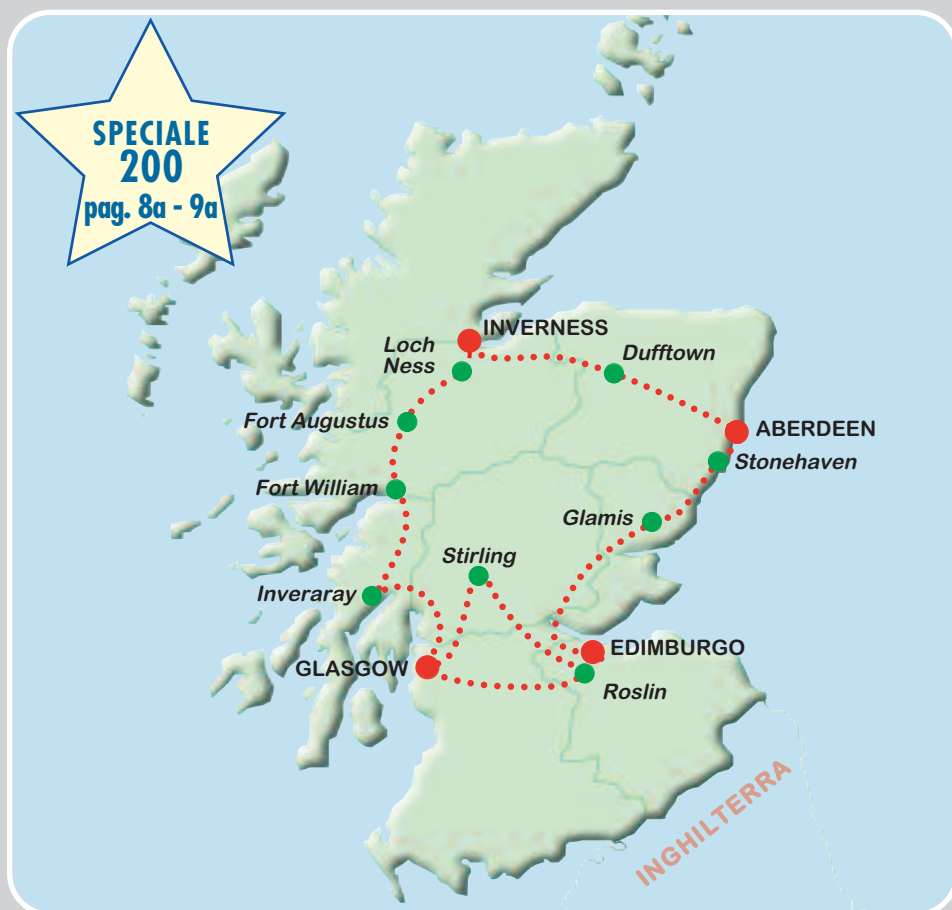 SPECIALE
200
pag. 8a - 9a
INVERNESS
Loch
Ness
Dufftown
Fort Augustus
ABERDEEN
Stonehaven
Fort William
Glamis
Stirling
Inveraray
EDIMBURGO
GLASGOW
Roslin
INGHILTERRA